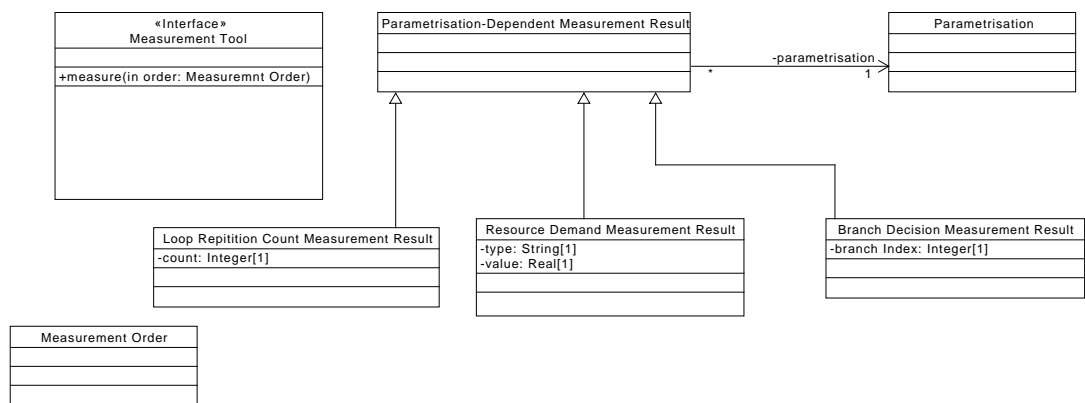 «Interface»
Measurement Tool
+measure(in order: Measuremnt Order)
Parametrisation-Dependent Measurement Result
Parametrisation
-parametrisation
*
1
Loop Repitition Count Measurement Result
-count: Integer[1]
Resource Demand Measurement Result
-type: String[1]
-value: Real[1]
Branch Decision Measurement Result
-branch Index: Integer[1]
Measurement Order